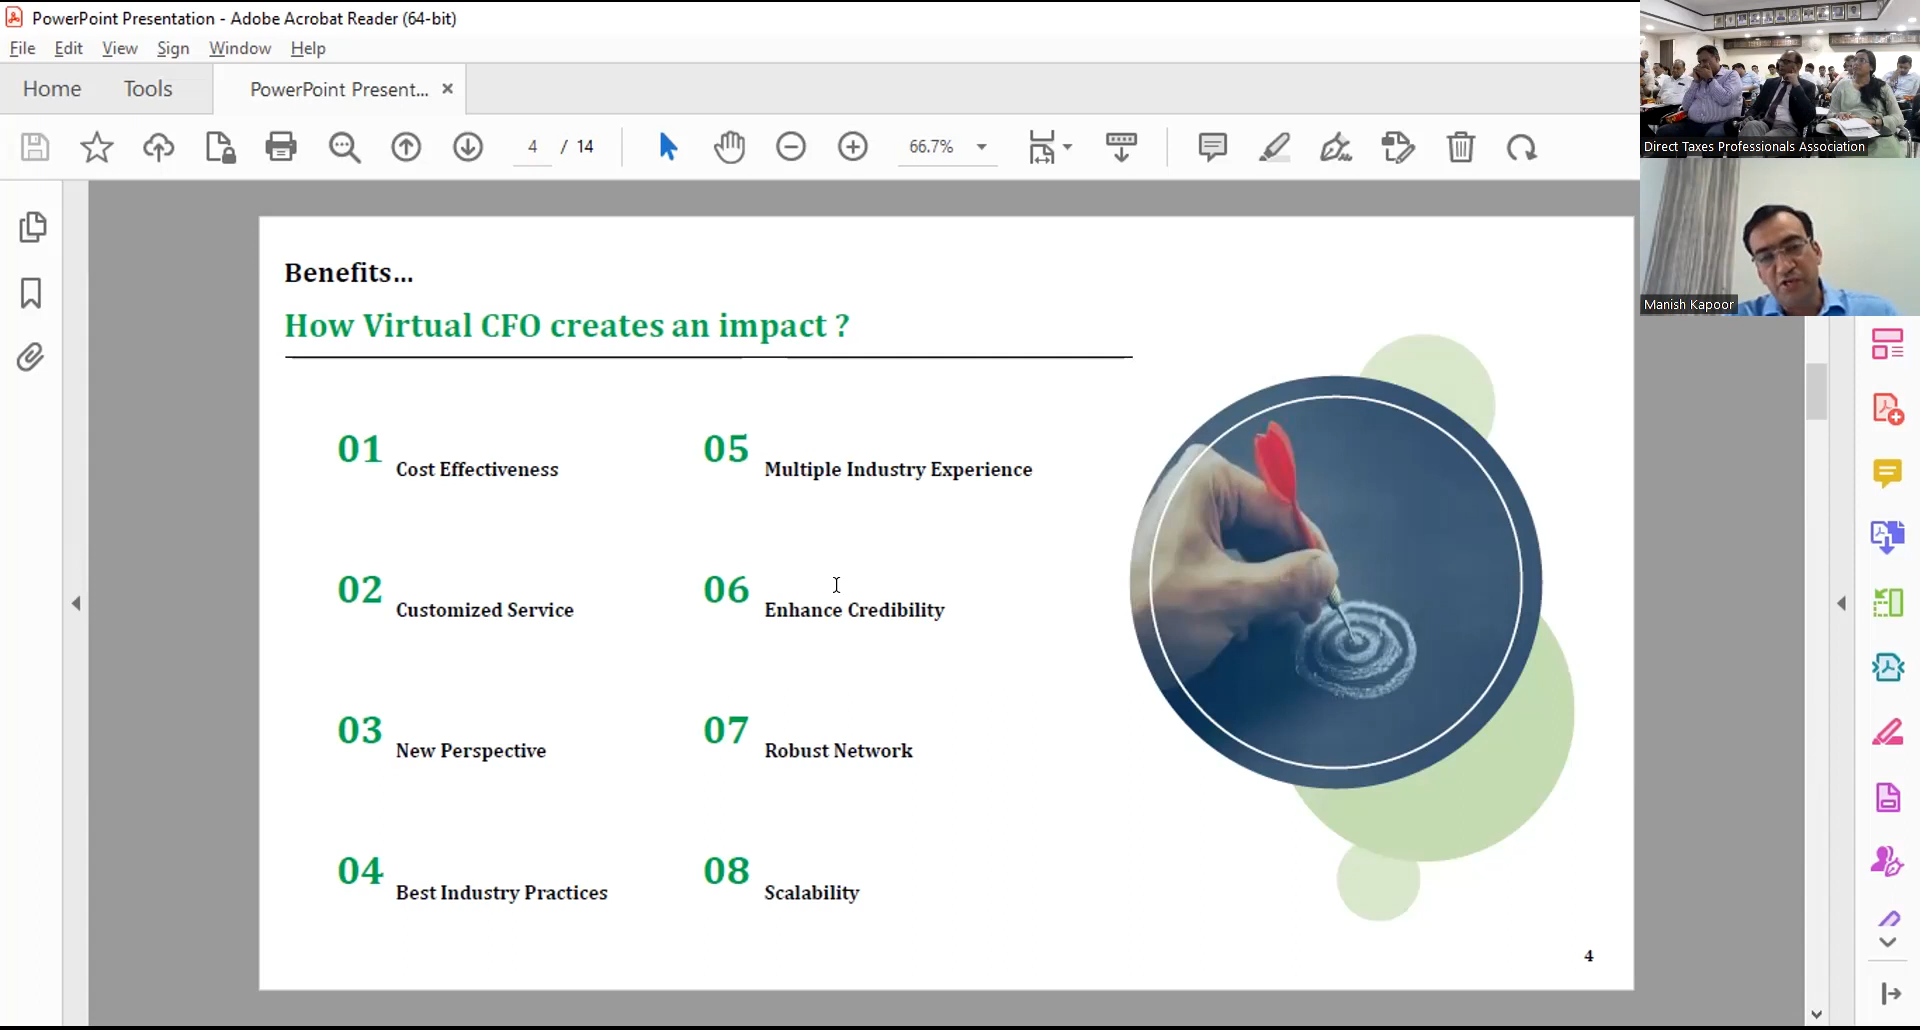 PowerPoint Presentation - Adobe Acrobat Reader (64-bit)
File Edit View Sign Window Help
Home Tools PowerPoint Present...
4 / 14 66.7%
Direct Taxes Professionals Association
Manish Kapoor
Benefits...
How Virtual CFO creates an impact ?
01 Cost Effectiveness
02 Customized Service
03 New Perspective
04 Best Industry Practices
05 Multiple Industry Experience
06 Enhance Credibility
07 Robust Network
08 Scalability
4